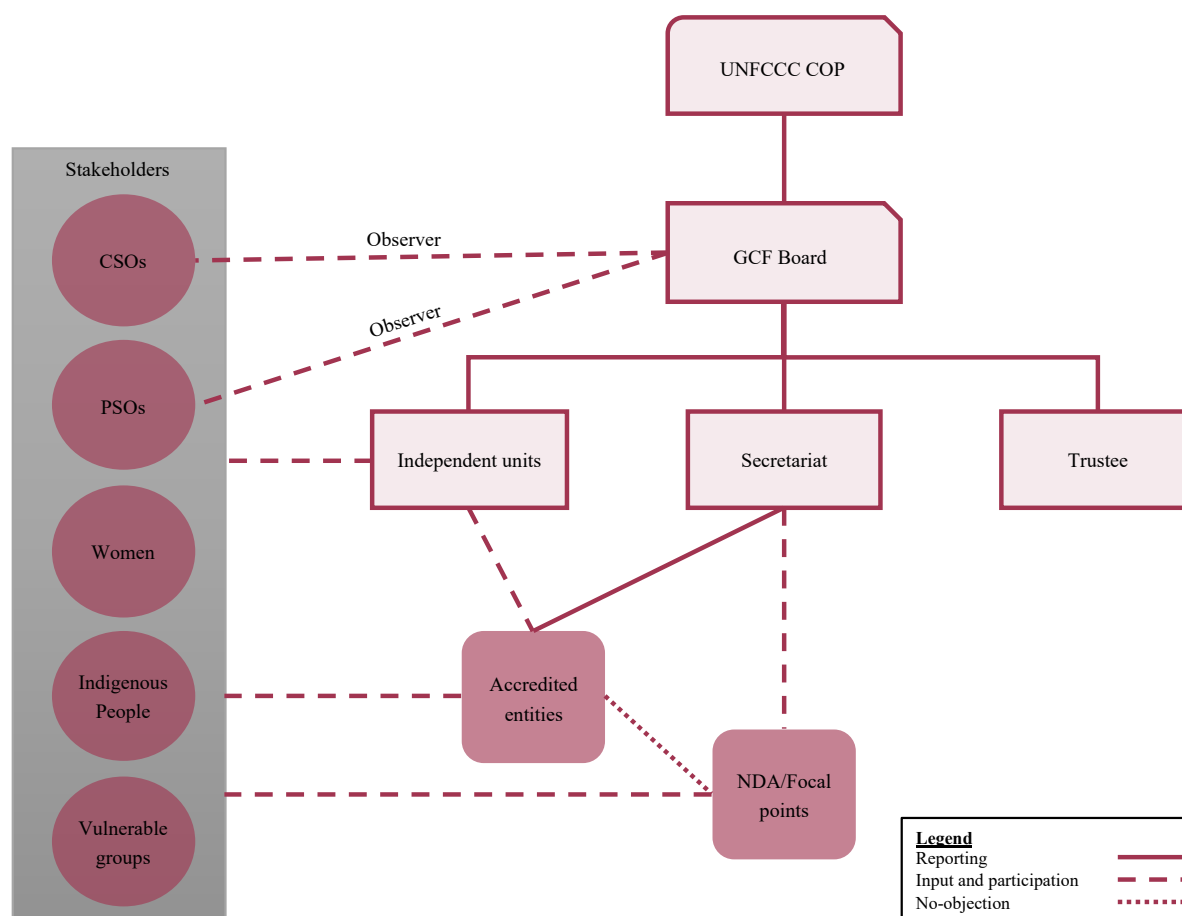 UNFCCC COP
Stakeholders
CSOs
Observer
GCF Board
Observer
PSOs
Independent units
Secretariat
Trustee
Women
Indigenous
People
Accredited
entities
NDA/Focal
points
Vulnerable
groups
Legend
Reporting
Input and participation
No-objection